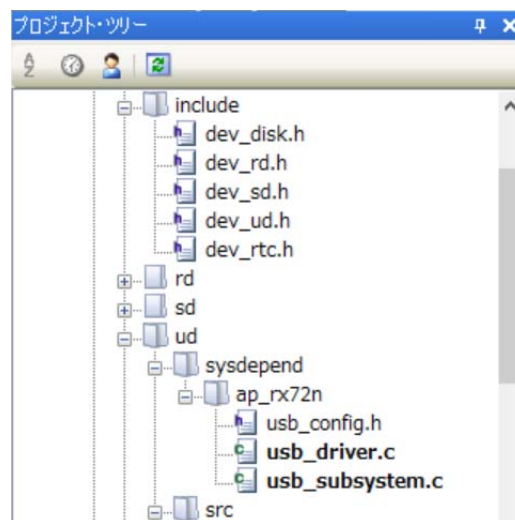 プロジェクト・ツリー
include
dev_disk.h
dev_rd.h
dev_sd.h
dev_ud.h
dev_rtc.h
rd
sd
ud
sysdepend
ap_rx72n
usb_config.h
usb_driver.c
usb_subsystem.c
src